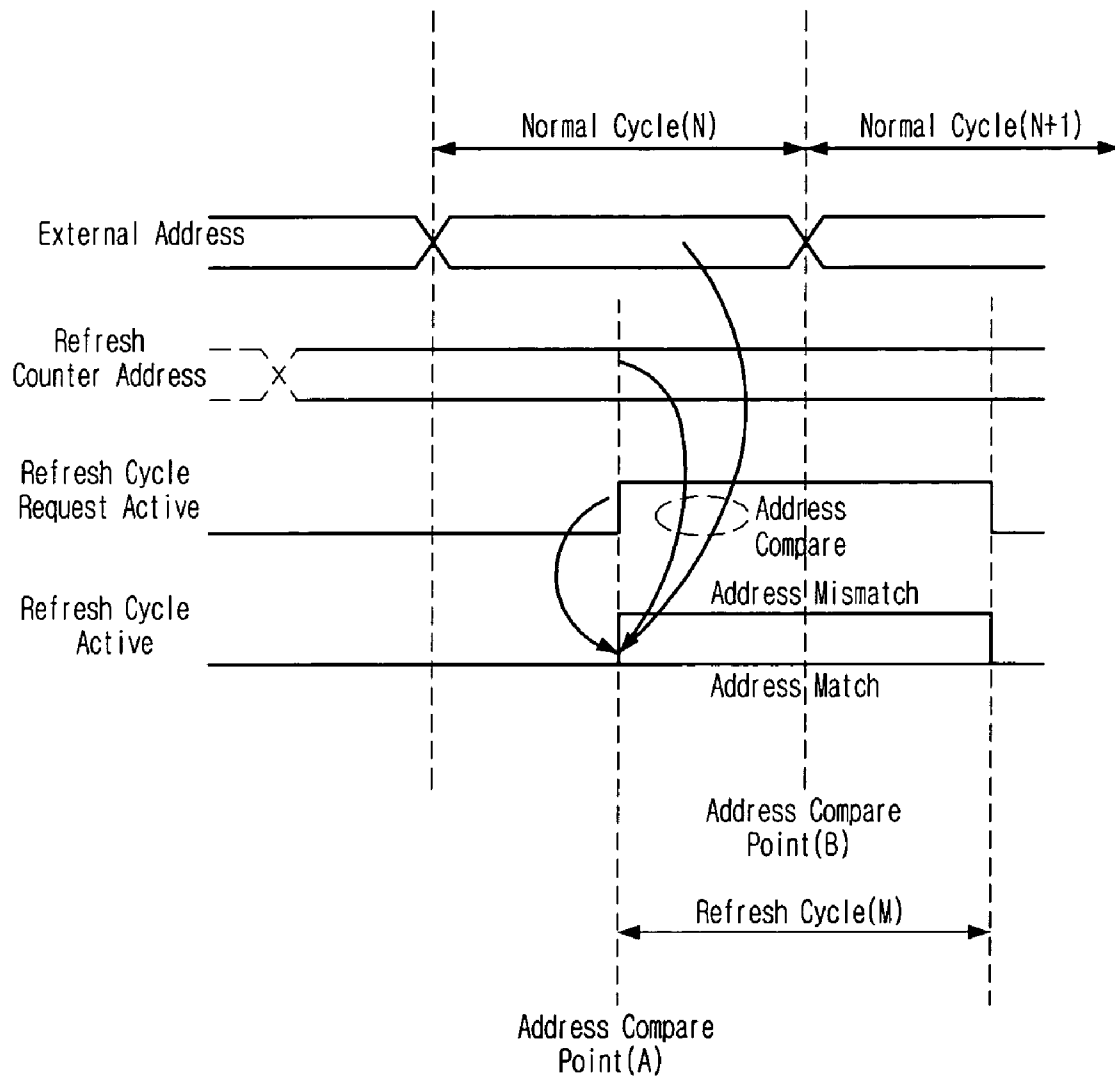 Normal Cycle(N)
Normal Cycle(N+1)
External Address
Refresh
Counter Address
Refresh Cycle
Request Active
Address
Compare
Refresh Cycle
Active
Address Mismatch
Address Match
Address Compare
Point(B)
Refresh Cycle(M)
Address Compare
Point(A)